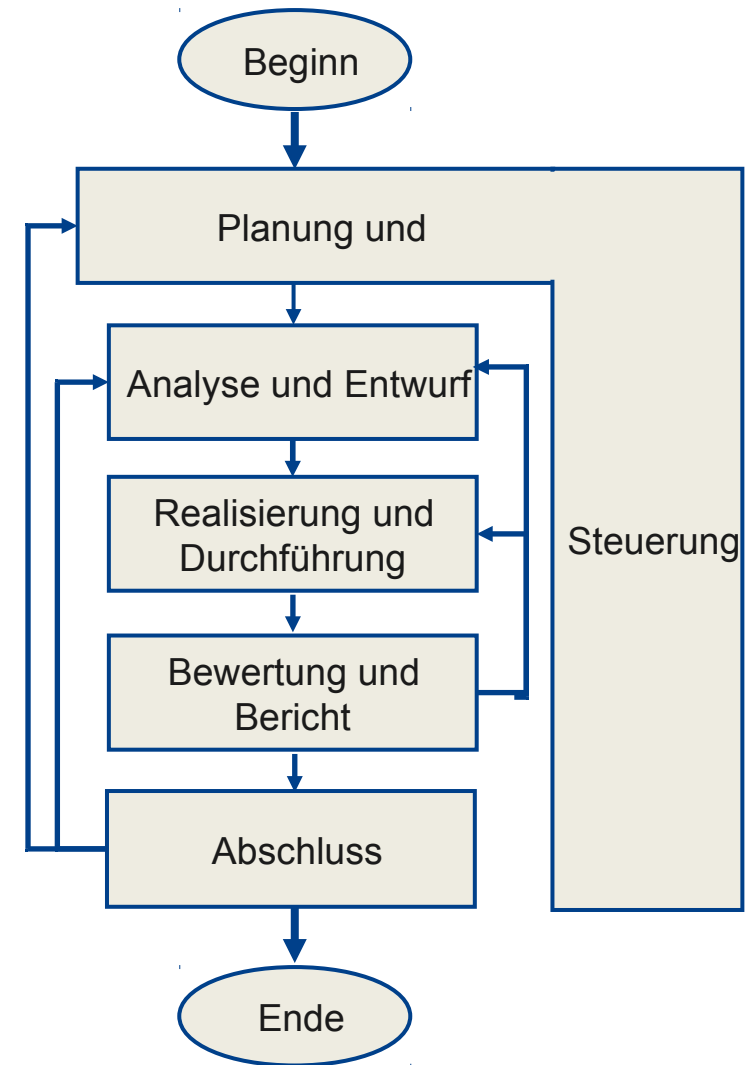 Beginn
Planung und
Analyse und Entwurf
Realisierung und
Durchführung
Steuerung
Bewertung und
Bericht
Abschluss
Ende